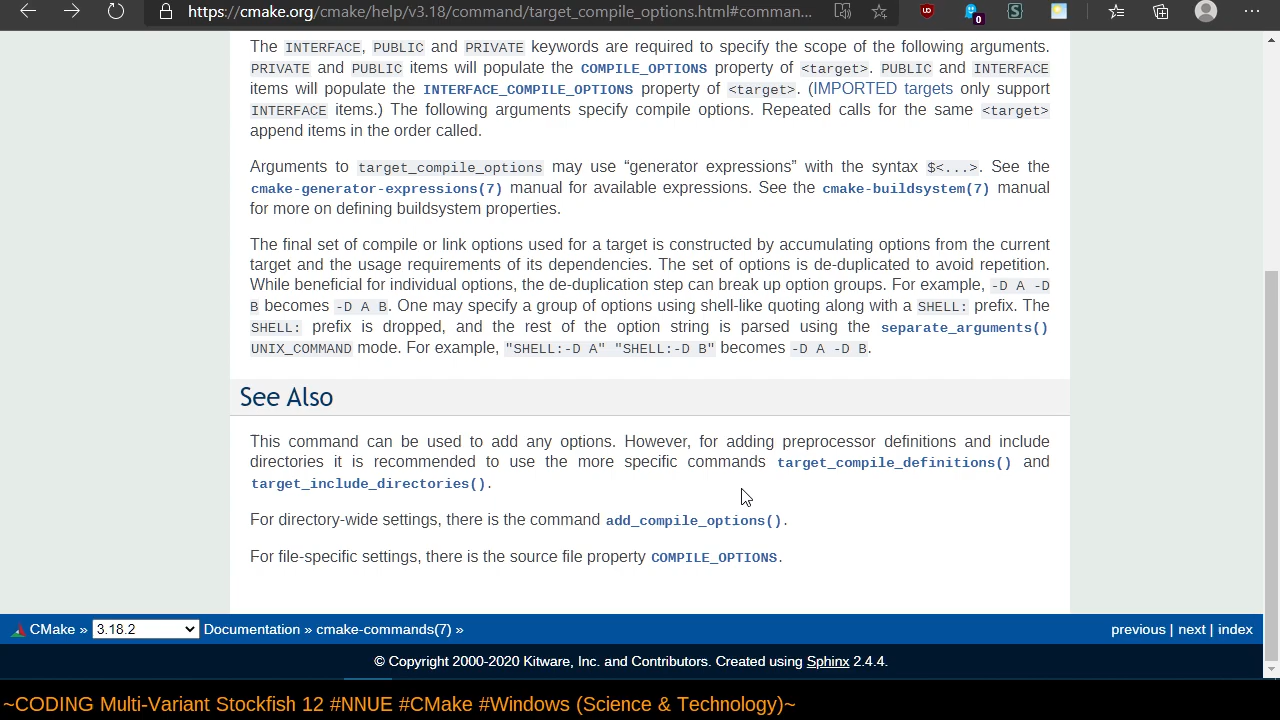 https://cmake.org/cmake/help/v3.18/command/target_compile_options.html#comman...
0
The INTERFACE, PUBLIC and PRIVATE keywords are required to specify the scope of the following arguments.
PRIVATE and PUBLIC items will populate the COMPILE_OPTIONS property of <target>. PUBLIC and INTERFACE
items will populate the INTERFACE_COMPILE_OPTIONS property of <target>. (IMPORTED targets only support
INTERFACE items.) The following arguments specify compile options. Repeated calls for the same <target>
append items in the order called.
Arguments to target_compile_options may use “generator expressions” with the syntax $<...>. See the
cmake-generator-expressions(7) manual for available expressions. See the cmake-buildsystem(7) manual
for more on defining buildsystem properties.
The final set of compile or link options used for a target is constructed by accumulating options from the current
target and the usage requirements of its dependencies. The set of options is de-duplicated to avoid repetition.
While beneficial for individual options, the de-duplication step can break up option groups. For example, -D A -D
B becomes -D A B. One may specify a group of options using shell-like quoting along with a SHELL: prefix. The
SHELL: prefix is dropped, and the rest of the option string is parsed using the separate_arguments()
UNIX_COMMAND mode. For example, "SHELL:-D A" "SHELL:-D B" becomes -D A -D B.
See Also
This command can be used to add any options. However, for adding preprocessor definitions and include
directories it is recommended to use the more specific commands target_compile_definitions() and
target_include_directories().
For directory-wide settings, there is the command add_compile_options().
For file-specific settings, there is the source file property COMPILE_OPTIONS.
CMake » 3.18.2 Documentation » cmake-commands(7) » previous | next | index
© Copyright 2000-2020 Kitware, Inc. and Contributors. Created using Sphinx 2.4.4.
~CODING Multi-Variant Stockfish 12 #NNUE #CMake #Windows (Science & Technology)~